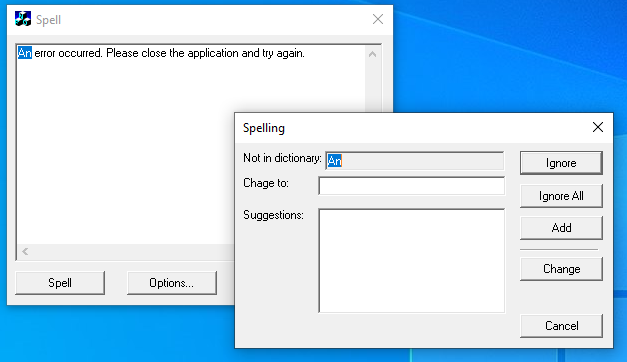 Spell
An error occurred. Please close the application and try again.
Spell
Options...
Spelling
Not in dictionary: An
Ignore
Chage to:
Ignore All
Suggestions:
Add
Change
Cancel